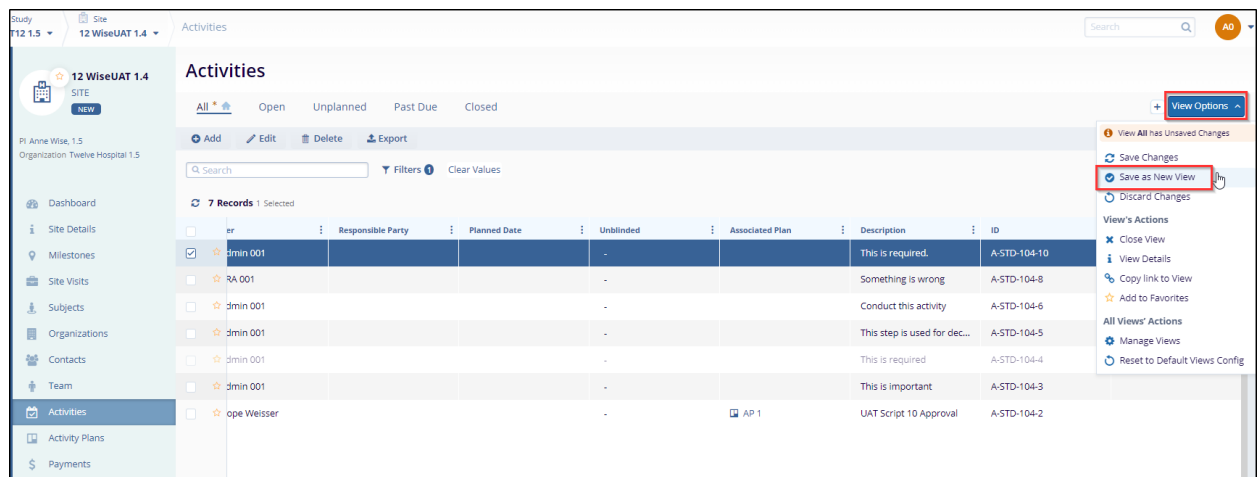 Study
Site
T12 1.5
12 WiseUAT 1.4
Activities
Search
AO
12 WiseUAT 1.4
SITE
NEW
PI Anne Wise, 1.5
Organization Twelve Hospital 1.5
Dashboard
Site Details
Milestones
Site Visits
Subjects
Organizations
Contacts
Team
Activities
Activity Plans
$ Payments
Activities
All * Open Unplanned Past Due Closed
+ View Options
Add Edit Delete Export
Search Filters 1 Clear Values
7 Records 1 Selected
er Responsible Party Planned Date Unblinded Associated Plan Description ID
dmin 001 - This is required. A-STD-104-10
RA 001 - Something is wrong A-STD-104-8
dmin 001 - Conduct this activity A-STD-104-6
dmin 001 - This step is used for dec... A-STD-104-5
dmin 001 - This is required A-STD-104-4
dmin 001 - This is important A-STD-104-3
ope Weisser - AP 1 UAT Script 10 Approval A-STD-104-2
View All has Unsaved Changes
Save Changes
Save as New View
Discard Changes
View's Actions
Close View
View Details
Copy link to View
Add to Favorites
All Views' Actions
Manage Views
Reset to Default Views Config